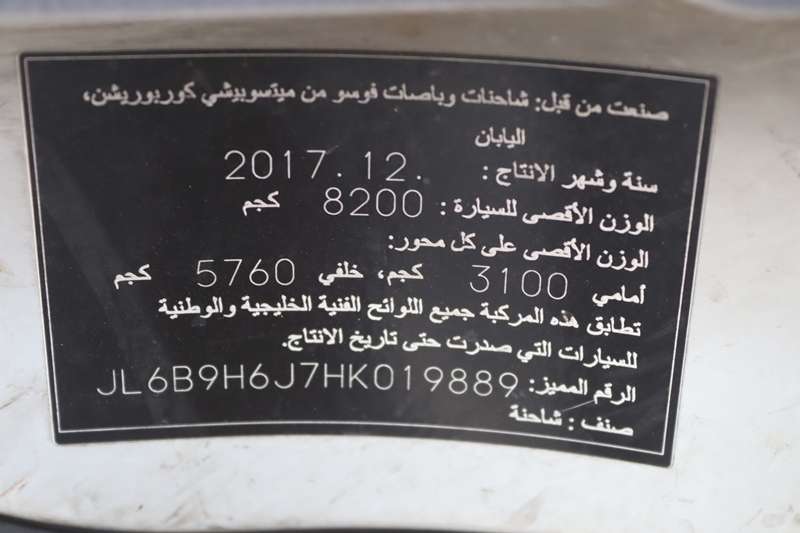 صنعت من قبل: شاحنات وباصات فوسو من ميتسوبيشي كوربوريشن،
اليابان
سنة وشهر الانتاج : 2017.12.
الوزن الأقصى للسيارة : 8200 كجم
الوزن الأقصى على كل محور:
أمامي 3100 كجم، خلفي 5760 كجم
تطابق هذه المركبة جميع اللوائح الفنية الخليجية والوطنية
للسيارات التي صدرت حتى تاريخ الانتاج.
الرقم المميز: JL6B9H6J7HK019889
صنف : شاحنة